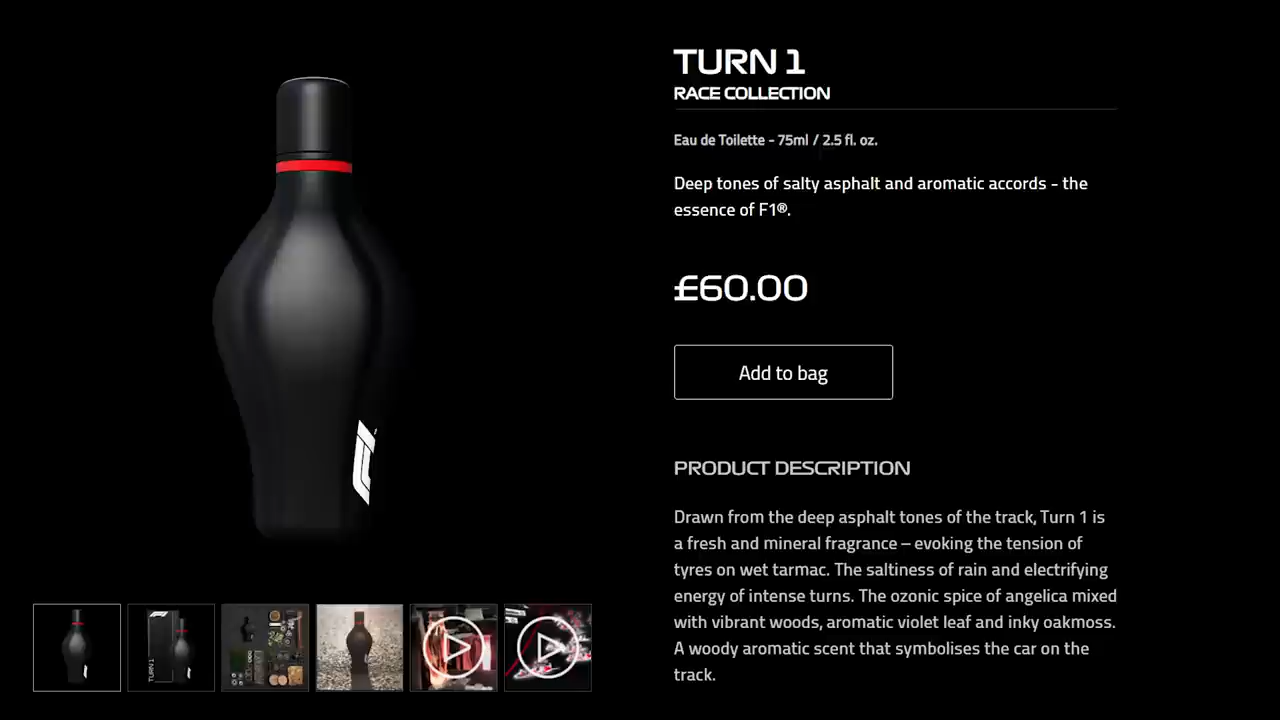 TURN 1
RACE COLLECTION
Eau de Toilette - 75ml / 2.5 fl. oz.
Deep tones of salty asphalt and aromatic accords - the
essence of F1®.
£60.00
Add to bag
PRODUCT DESCRIPTION
Drawn from the deep asphalt tones of the track, Turn 1 is
a fresh and mineral fragrance – evoking the tension of
tyres on wet tarmac. The saltiness of rain and electrifying
energy of intense turns. The ozonic spice of angelica mixed
with vibrant woods, aromatic violet leaf and inky oakmoss.
A woody aromatic scent that symbolises the car on the
track.
F1
TURN 1